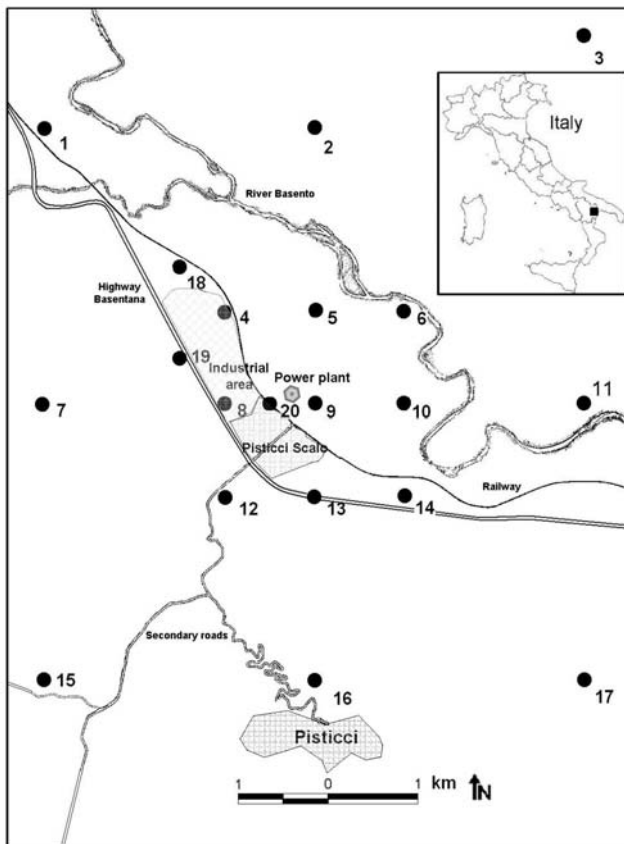 3
1
2
Italy
River Basento
18
Highway
Basentana
4
5
6
19
Industrial
area
Power plant
7
8
20
9
10
11
Pisticci Scalo
Railway
12
13
14
Secondary roads
15
16
17
Pisticci
1 0 1 km
N